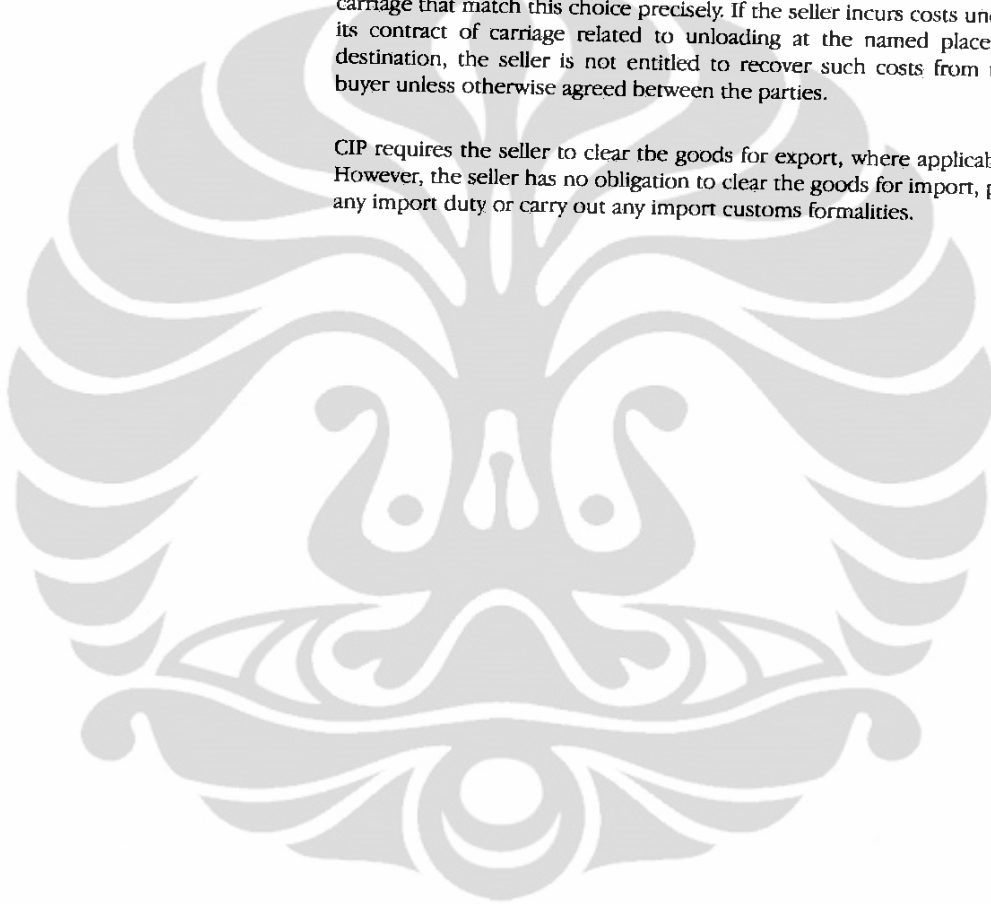 carriage that match this choice precisely. If the seller incurs costs
its contract of carriage related to unloading at the named place
destination, the seller is not entitled to recover such costs from
buyer unless otherwise agreed between the parties.
CIP requires the seller to clear the goods for export, where
However, the seller has no obligation to clear the goods for import,
any import duty or carry out any import customs formalities.